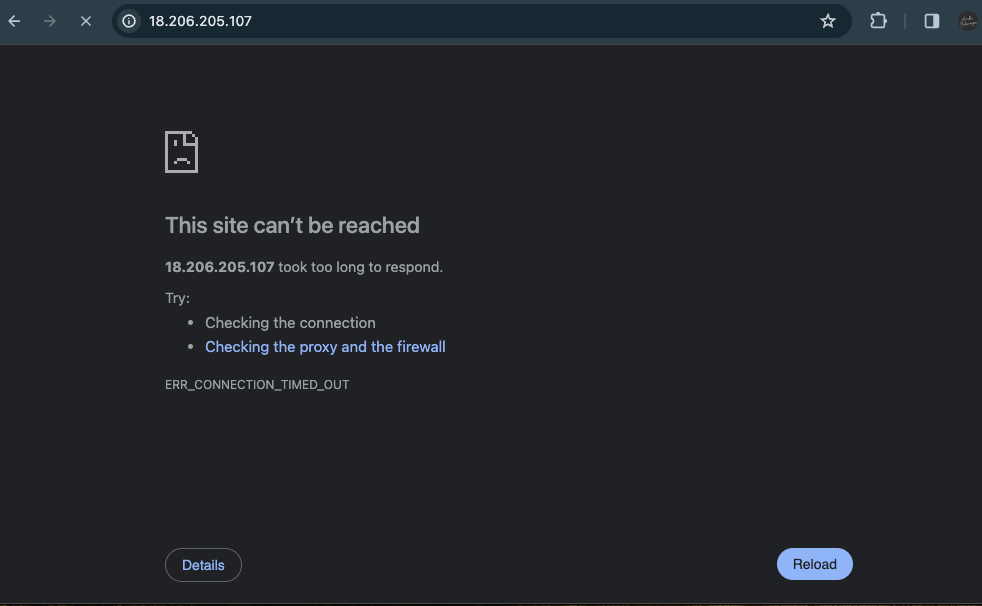 18.206.205.107
This site can’t be reached
18.206.205.107 took too long to respond.
Try:
Checking the connection
Checking the proxy and the firewall
ERR_CONNECTION_TIMED_OUT
Details
Reload